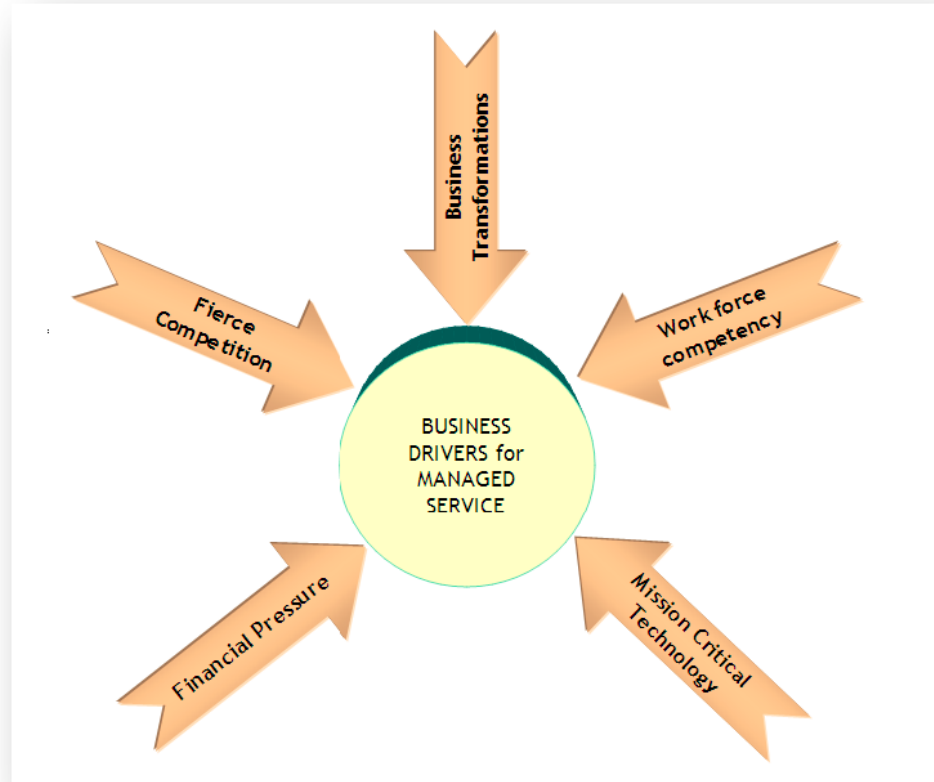 Business
Transformations
Fierce
Competition
Work force
competency
BUSINESS
DRIVERS for
MANAGED
SERVICE
Financial Pressure
Mission Critical
Technology